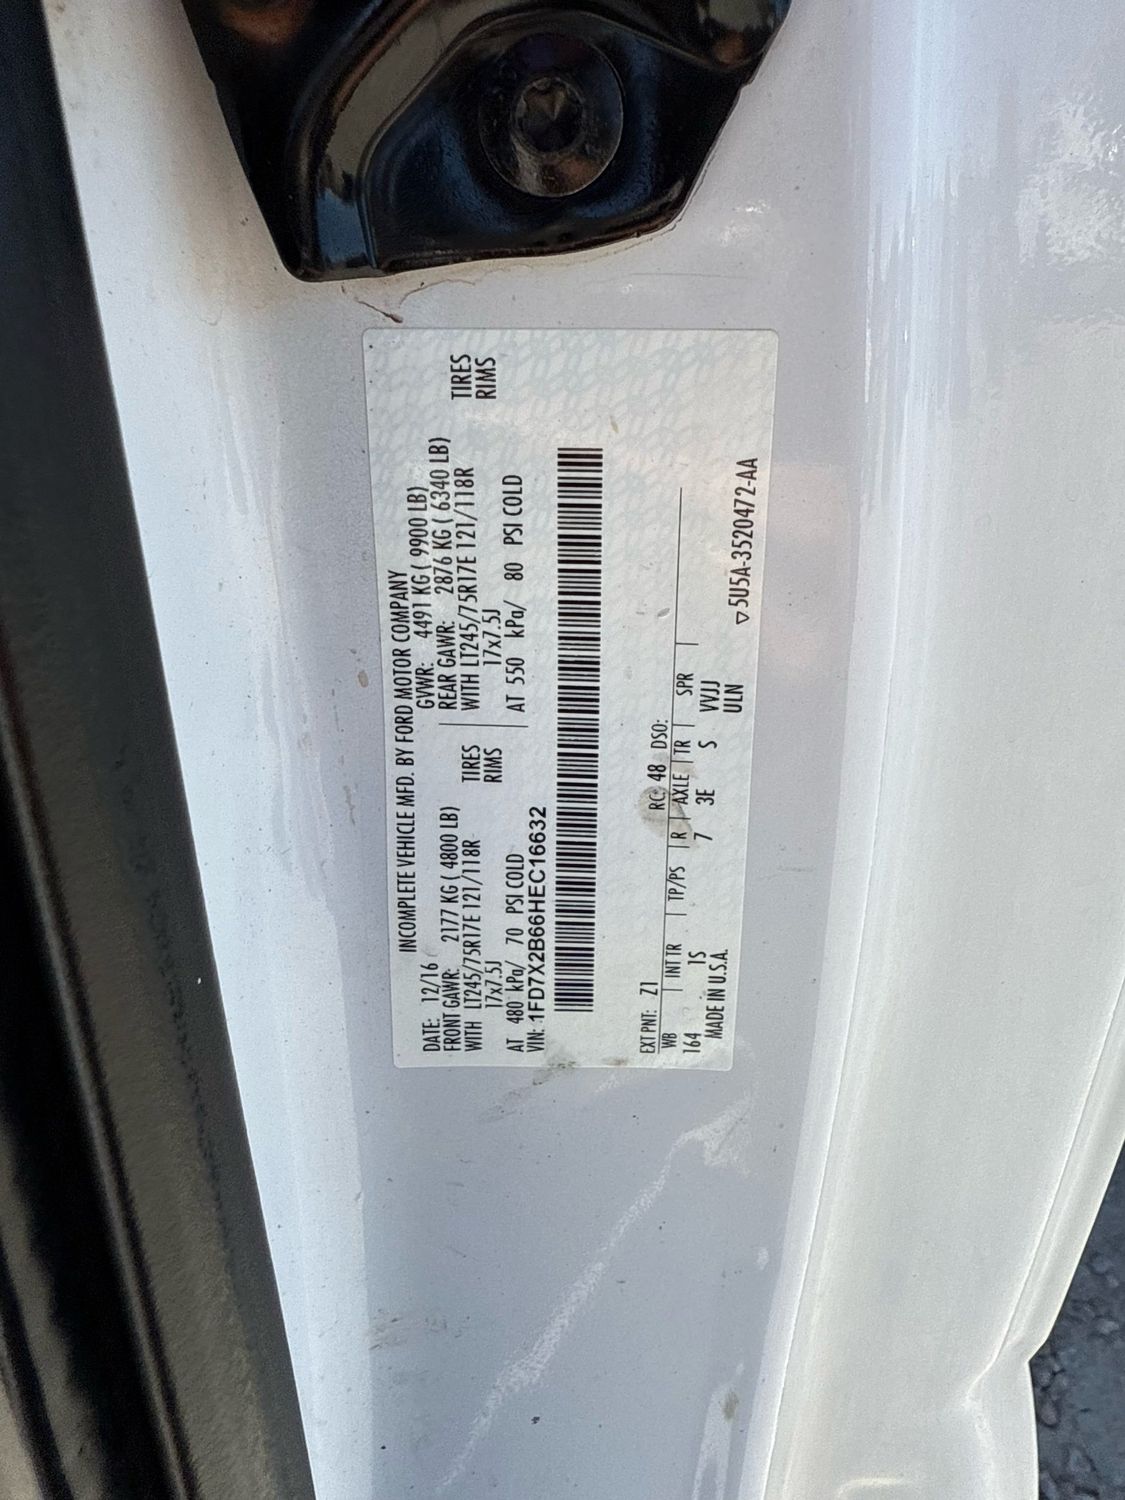 INCOMPLETE VEHICLE MFD. BY FORD MOTOR COMPANY
DATE: 12/16 GVWR: 4491 KG ( 9900 LB)
FRONT GAWR: 2177 KG ( 4800 LB) REAR GAWR: 2876 KG ( 6340 LB)
WITH LT245/75R17E 121/118R TIRES WITH LT245/75R17E 121/118R TIRES
17x7.5J RIMS 17x7.5J RIMS
AT 480 kPa/ 70 PSI COLD AT 550 kPa/ 80 PSI COLD
VIN: 1FD7X2B66HEC16632
EXT PNT: Z1 RC: 48 DSO:
WB INT TR TP/PS R AXLE TR SPR
164 1S 7 3E S VVJJ
MADE IN U.S.A. ULN
▽5U5A-3520472-AA